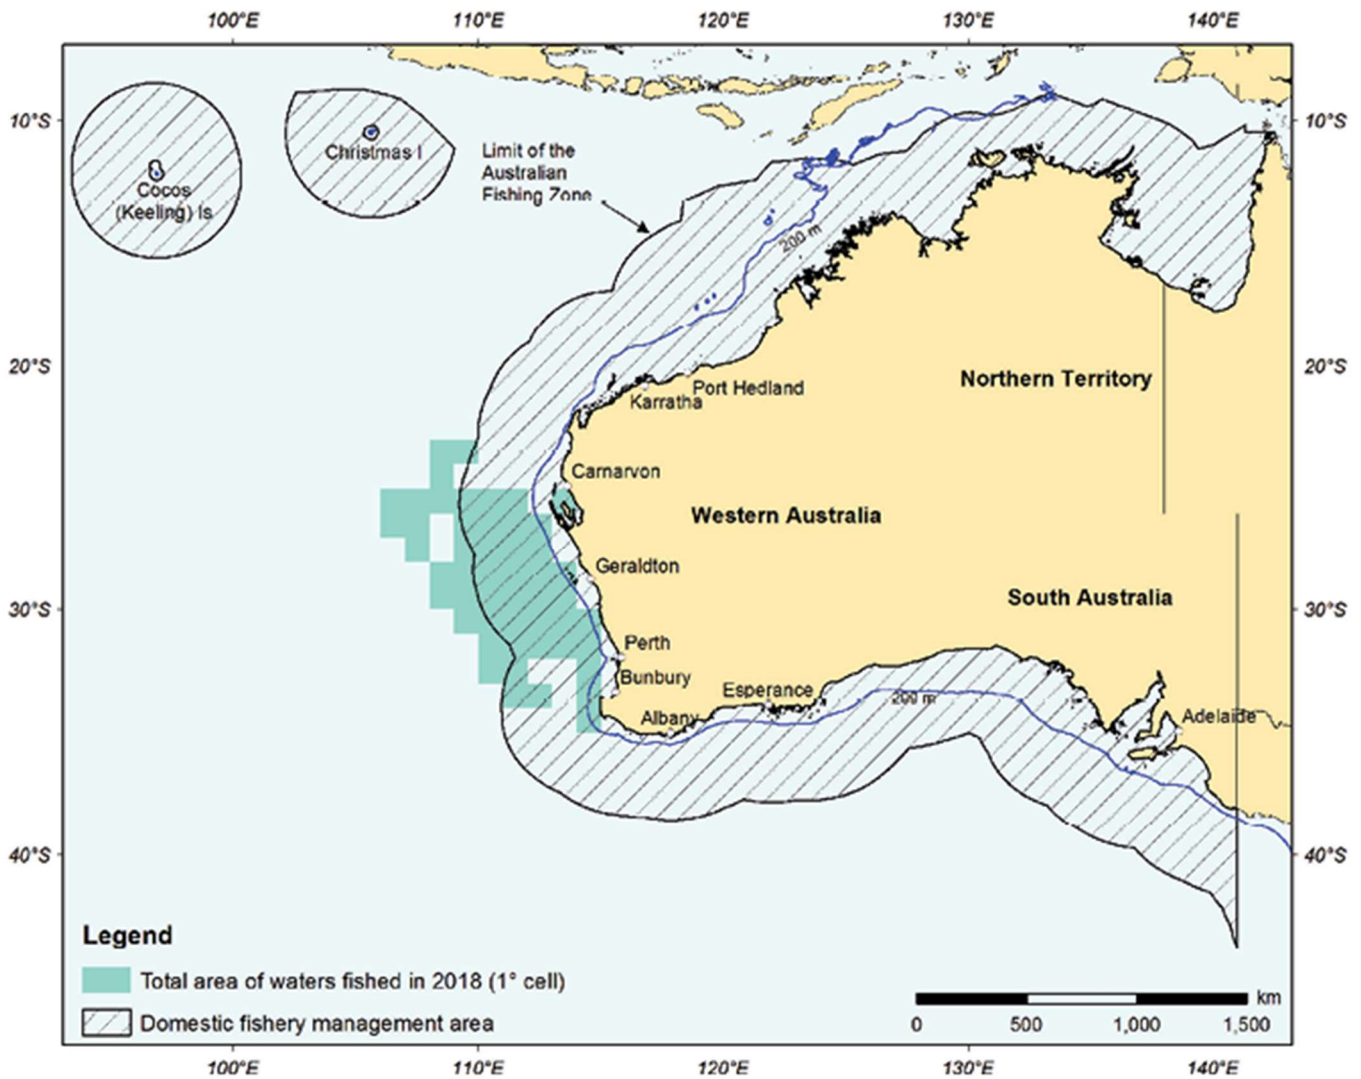 100°E 110°E 120°E 130°E 140°E
10°S 10°S
Christmas I
Limit of the
Australian
Fishing Zone
Cocos
(Keeling) Is
200 m
20°S 20°S
Northern Territory
Port Hedland
Karratha
Carnarvon
Western Australia
Geraldton
South Australia
30°S 30°S
Perth
Bunbury
Esperance
200 m
Albany
Adelaide
40°S 40°S
Legend
Total area of waters fished in 2018 (1° cell)
Domestic fishery management area
km
0 500 1,000 1,500
100°E 110°E 120°E 130°E 140°E